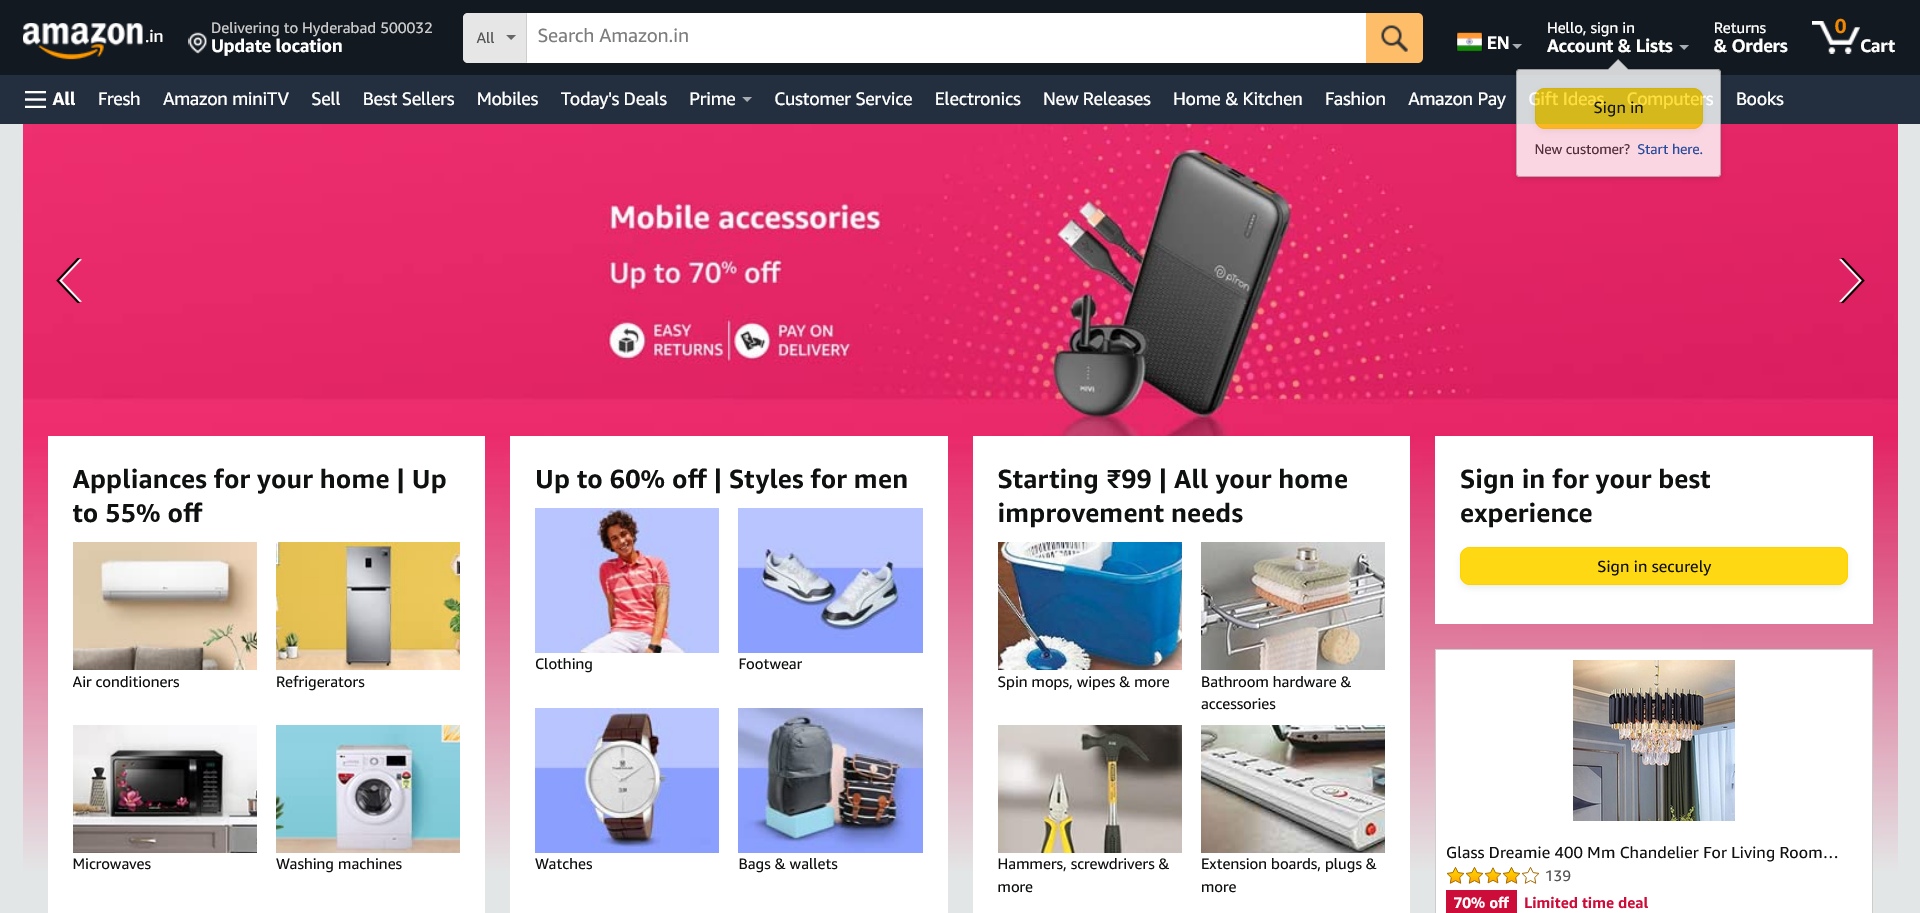 amazon.in
Delivering to Hyderabad 500032
Update location
All
Search Amazon.in
EN
Hello, sign in
Account & Lists
Returns
& Orders
0
Cart
All Fresh Amazon miniTV Sell Best Sellers Mobiles Today's Deals Prime Customer Service Electronics New Releases Home & Kitchen Fashion Amazon Pay Gift Ideas Computers Books
Sign in
New customer? Start here.
Mobile accessories
Up to 70% off
EASY RETURNS
PAY ON DELIVERY
pTron
MIVI
Appliances for your home | Up
to 55% off
Air conditioners
Refrigerators
Microwaves
Washing machines
Up to 60% off | Styles for men
Clothing
Footwear
Watches
Bags & wallets
Starting ₹99 | All your home
improvement needs
Spin mops, wipes & more
Bathroom hardware &
accessories
Hammers, screwdrivers &
more
Extension boards, plugs &
more
Sign in for your best
experience
Sign in securely
Glass Dreamie 400 Mm Chandelier For Living Room…
139
70% off Limited time deal